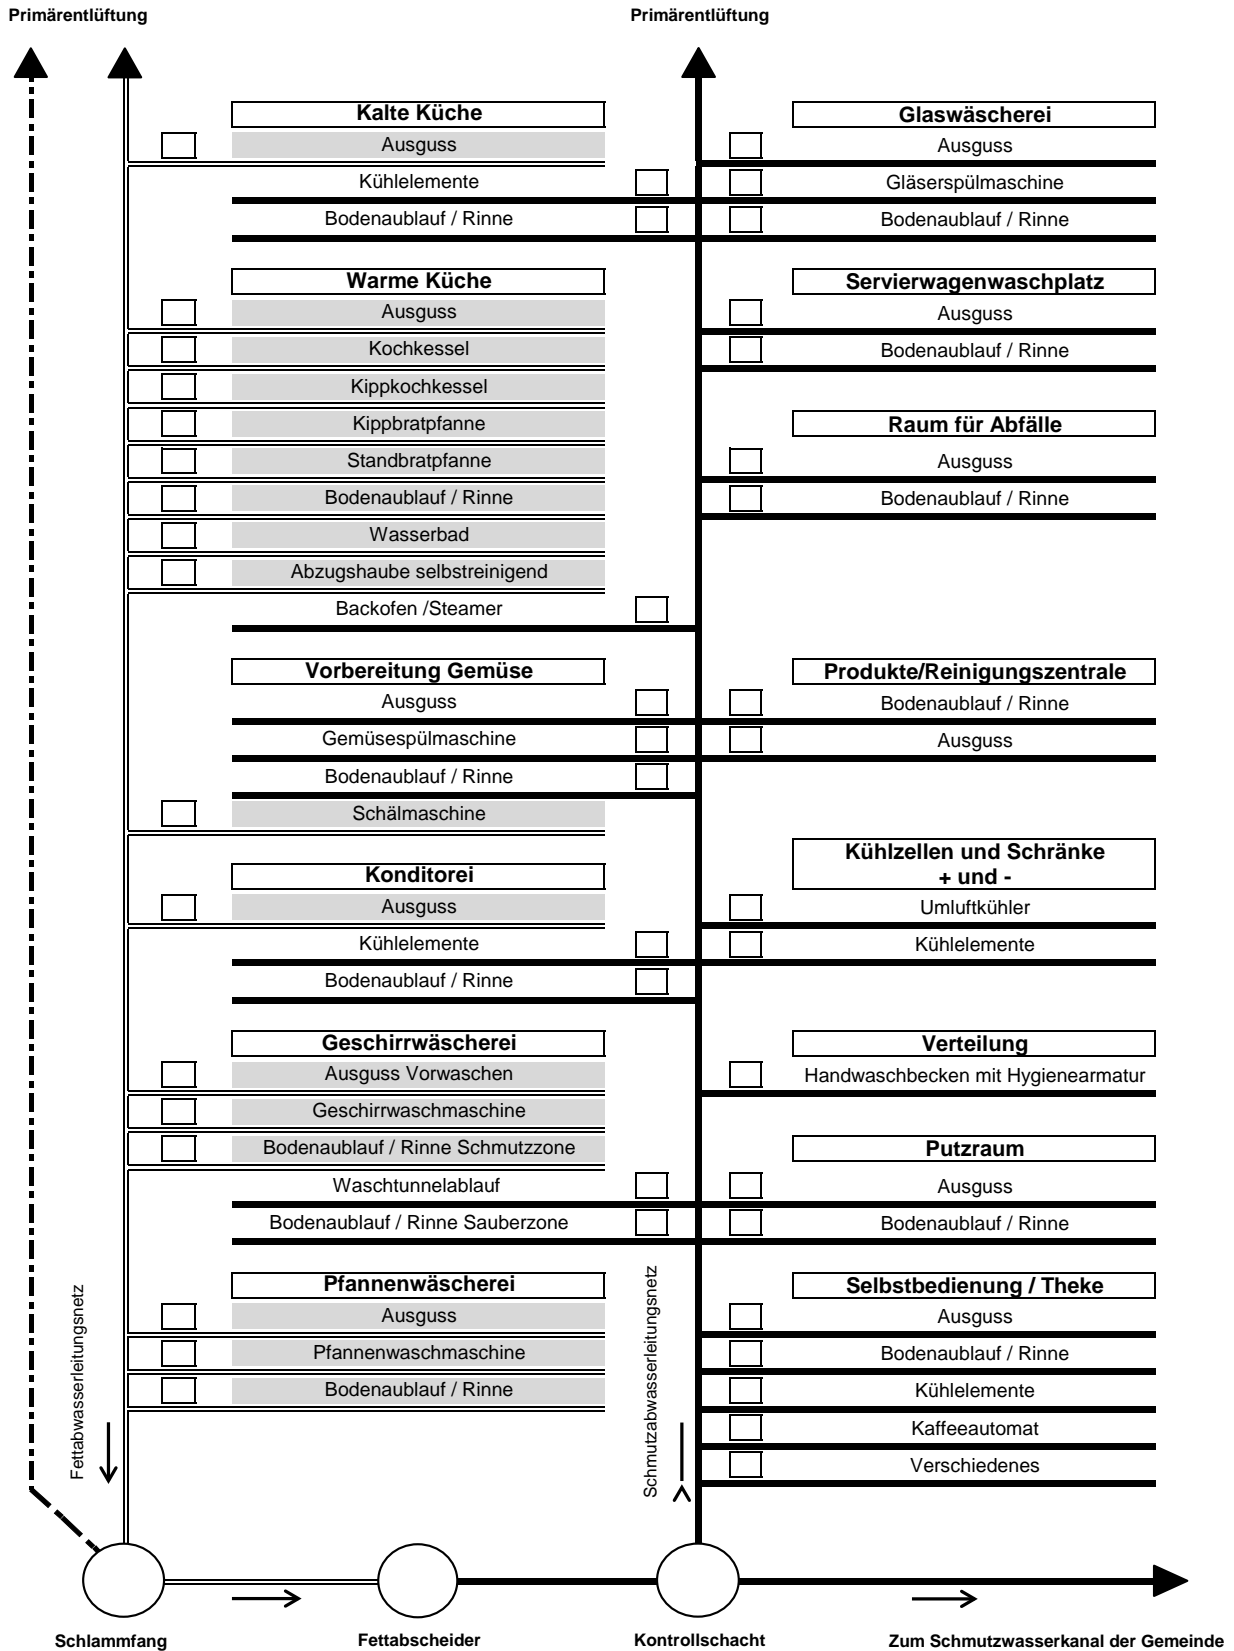 Primärentlüftung
Primärentlüftung
Kalte Küche
Ausguss
Kühlelemente
Bodenaublauf / Rinne
Warme Küche
Ausguss
Kochkessel
Kippkochkessel
Kippbratpfanne
Standbratpfanne
Bodenaublauf / Rinne
Wasserbad
Abzugshaube selbstreinigend
Backofen /Steamer
Vorbereitung Gemüse
Ausguss
Gemüsespülmaschine
Bodenaublauf / Rinne
Schälmaschine
Konditorei
Ausguss
Kühlelemente
Bodenaublauf / Rinne
Geschirrwäscherei
Ausguss Vorwaschen
Geschirrwaschmaschine
Bodenaublauf / Rinne Schmutzzone
Waschtunnelablauf
Bodenaublauf / Rinne Sauberzone
Pfannenwäscherei
Ausguss
Pfannenwaschmaschine
Bodenaublauf / Rinne
Glaswäscherei
Ausguss
Gläserspülmaschine
Bodenaublauf / Rinne
Servierwagenwaschplatz
Ausguss
Bodenaublauf / Rinne
Raum für Abfälle
Ausguss
Bodenaublauf / Rinne
Produkte/Reinigungszentrale
Bodenaublauf / Rinne
Ausguss
Kühlzellen und Schränke
+ und -
Umluftkühler
Kühlelemente
Verteilung
Handwaschbecken mit Hygienearmatur
Putzraum
Ausguss
Bodenaublauf / Rinne
Selbstbedienung / Theke
Ausguss
Bodenaublauf / Rinne
Kühlelemente
Kaffeeautomat
Verschiedenes
Fettabwasserleitungsnetz
Schmutzabwasserleitungsnetz
Schlammfang
Fettabscheider
Kontrollschacht
Zum Schmutzwasserkanal der Gemeinde